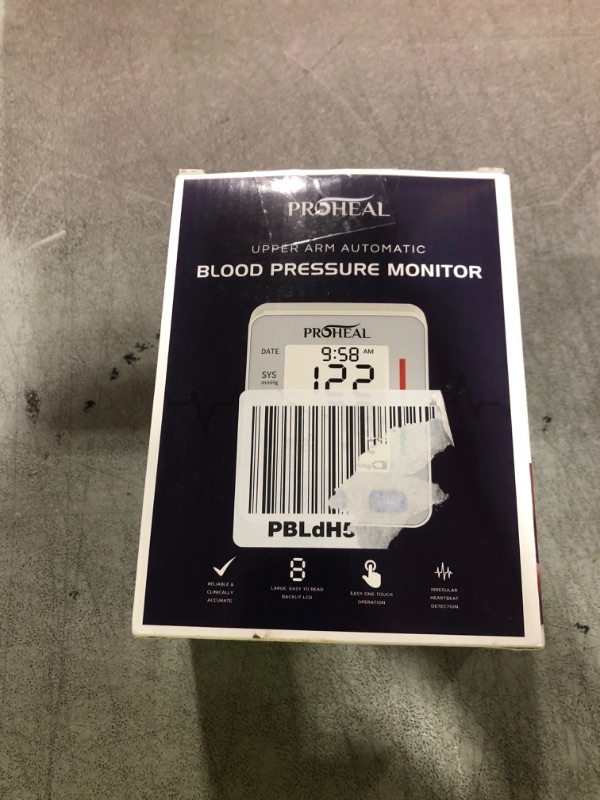 PROHEAL
UPPER ARM AUTOMATIC
BLOOD PRESSURE MONITOR
PROHEAL
DATE 9:58 AM
SYS
mmHg
122
PBLdH5
RELIABLE &
CLINICALLY
ACCURATE
LARGE, EASY TO READ
BACKLIT LCD
EASY ONE-TOUCH
OPERATION
IRREGULAR
HEARTBEAT
DETECTION